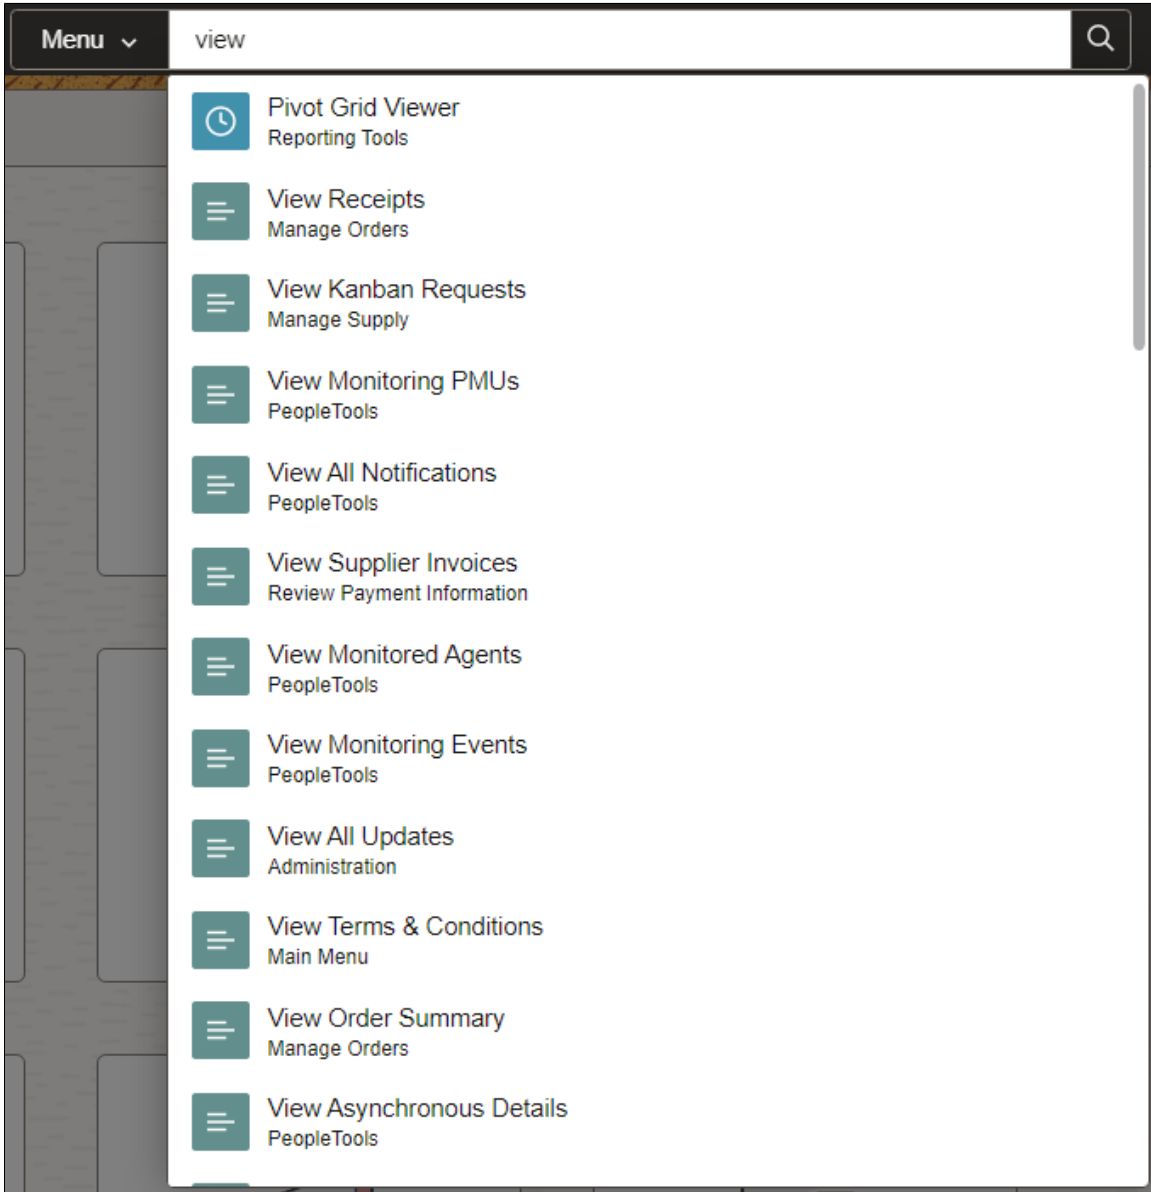 Menu
view
Pivot Grid Viewer
Reporting Tools
View Receipts
Manage Orders
View Kanban Requests
Manage Supply
View Monitoring PMUs
PeopleTools
View All Notifications
PeopleTools
View Supplier Invoices
Review Payment Information
View Monitored Agents
PeopleTools
View Monitoring Events
PeopleTools
View All Updates
Administration
View Terms & Conditions
Main Menu
View Order Summary
Manage Orders
View Asynchronous Details
PeopleTools